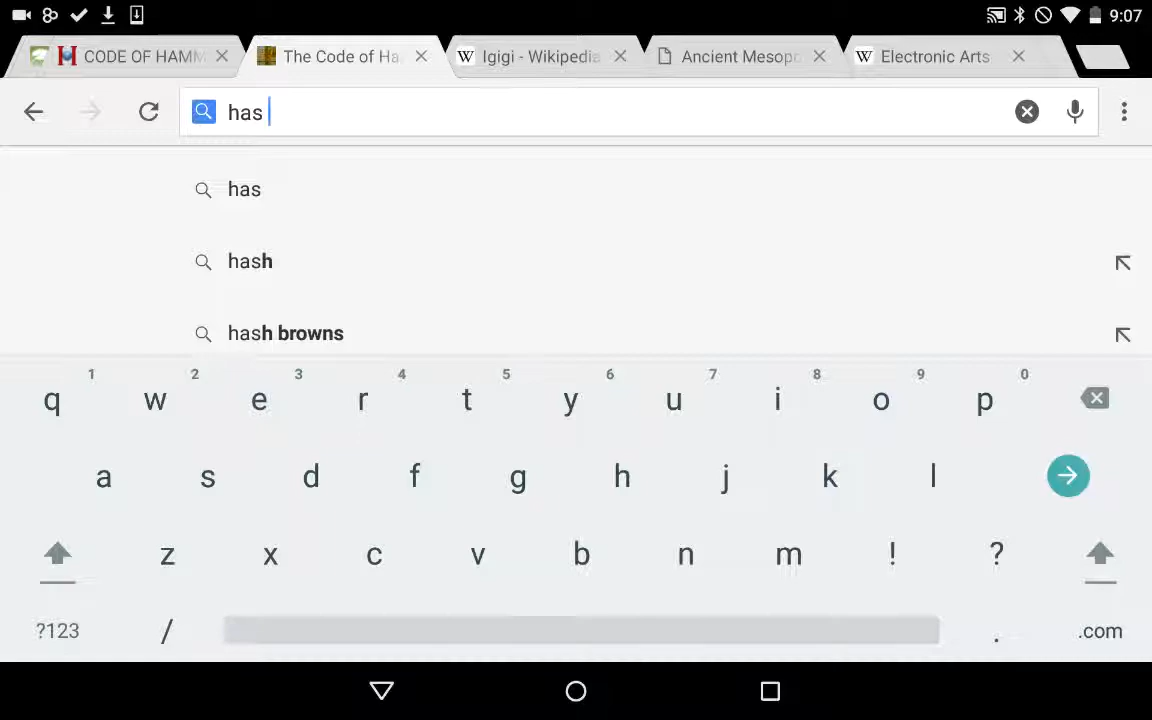 9:07
CODE OF HAMM
The Code of Ha
Igigi - Wikipedia
Ancient Mesopo
Electronic Arts
has
has
hash
hash browns
1 2 3 4 5 6 7 8 9 0
q w e r t y u i o p
a s d f g h j k l
z x c v b n m ! ?
?123 / . .com